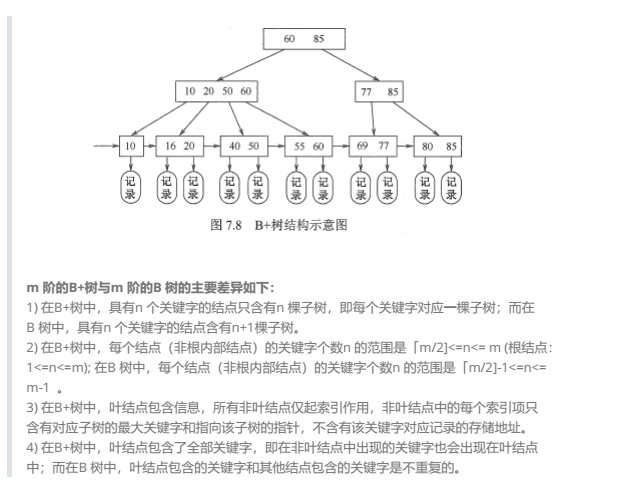 60 85
10 20 50 60 77 85
10 16 20 40 50 55 60 69 77 80 85
记录 记录 记录 记录 记录 记录 记录 记录 记录 记录 记录
图 7.8 B+树结构示意图
m 阶的B+树与m 阶的B 树的主要差异如下：
1) 在B+树中，具有n 个关键字的结点只含有n 棵子树，即每个关键字对应一棵子树；而在
B 树中，具有n 个关键字的结点含有n+1棵子树。
2) 在B+树中，每个结点（非根内部结点）的关键字个数n 的范围是「m/2]<=n<= m (根结点：
1<=n<=m); 在B 树中，每个结点（非根内部结点）的关键字个数n 的范围是「m/2]-1<=n<=
m-1 。
3) 在B+树中，叶结点包含信息，所有非叶结点仅起索引作用，非叶结点中的每个索引项只
含有对应子树的最大关键字和指向该子树的指针，不含有该关键字对应记录的存储地址。
4) 在B+树中，叶结点包含了全部关键字，即在非叶结点中出现的关键字也会出现在叶结点
中；而在B 树中，叶结点包含的关键字和其他结点包含的关键字是不重复的。